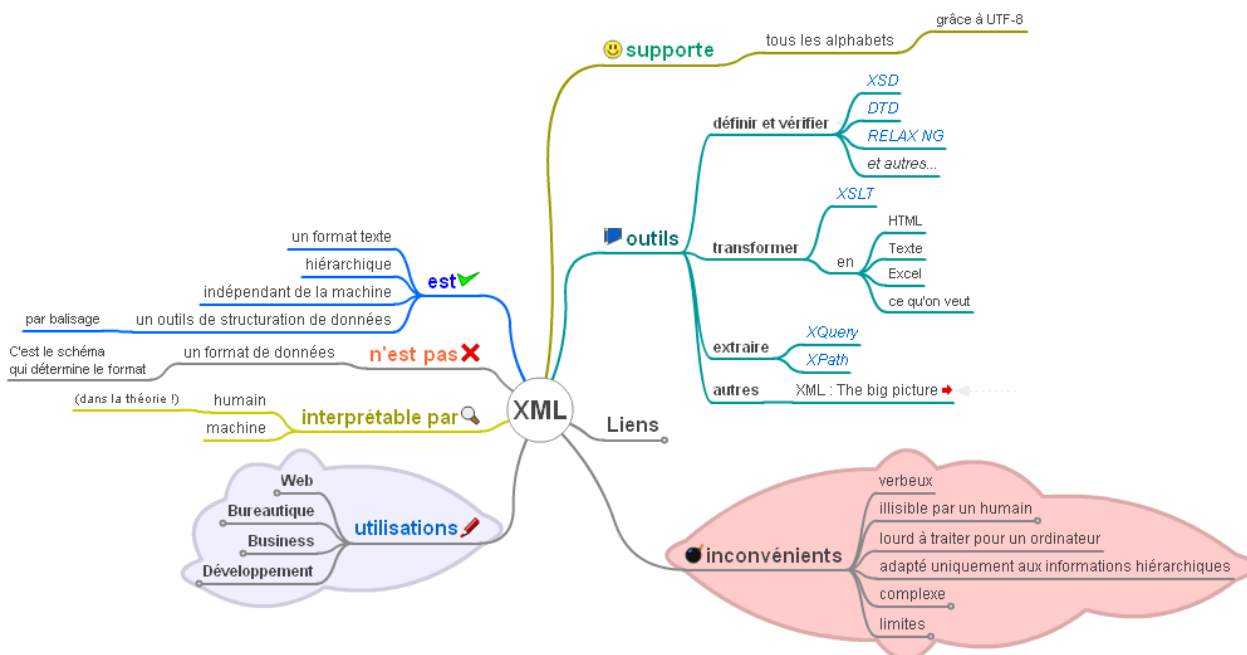 grâce à UTF-8
tous les alphabets
supporte
XSD
DTD
définir et vérifier
RELAX NG
et autres...
XSLT
HTML
transformer
Texte
en
Excel
ce qu'on veut
outils
XQuery
extraire
XPath
autres
XML : The big picture
un format texte
hiérarchique
est
indépendant de la machine
par balisage
un outils de structuration de données
n'est pas
un format de données
C'est le schéma
qui détermine le format
interprétable par
humain
(dans la théorie !)
machine
XML
Liens
utilisations
Web
Bureautique
Business
Développement
inconvénients
verbeux
illisible par un humain
lourd à traiter pour un ordinateur
adapté uniquement aux informations hiérarchiques
complexe
limites